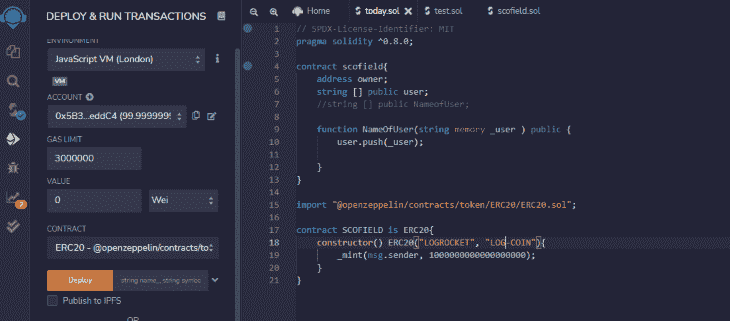 DEPLOY & RUN TRANSACTIONS
ENVIRONMENT
JavaScript VM (London)
VM
ACCOUNT
0x5B3...eddC4 (99.9999999
GAS LIMIT
3000000
VALUE
0 Wei
CONTRACT
ERC20 - @openzeppelin/contracts/to
Deploy string name_, string symbo
Publish to IPFS
OR
2
Home today.sol test.sol scofield.sol
1 // SPDX-License-Identifier: MIT
2 pragma solidity ^0.8.0;
3
4 contract scofield{
5 address owner;
6 string [] public user;
7 //string [] public NameofUser;
8
9 function NameOfUser(string memory _user ) public {
10 user.push(_user);
11
12 }
13 }
14
15 import "@openzeppelin/contracts/token/ERC20/ERC20.sol";
16
17 contract SCOFIELD is ERC20{
18 constructor() ERC20("LOGROCKET", "LOG-COIN"){
19 _mint(msg.sender, 1000000000000000000);
20 }
21 }